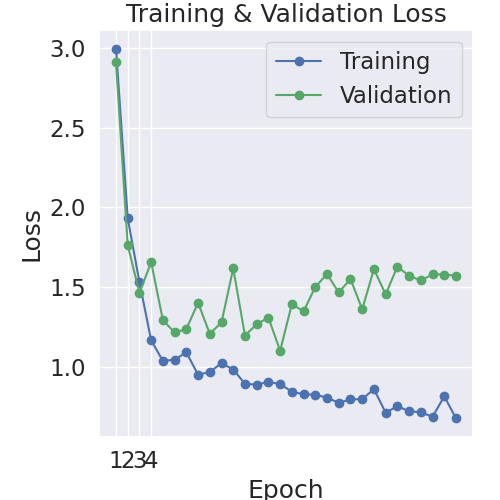 Training & Validation Loss
Training
Validation
3.0
2.5
2.0
1.5
1.0
Loss
1234
Epoch